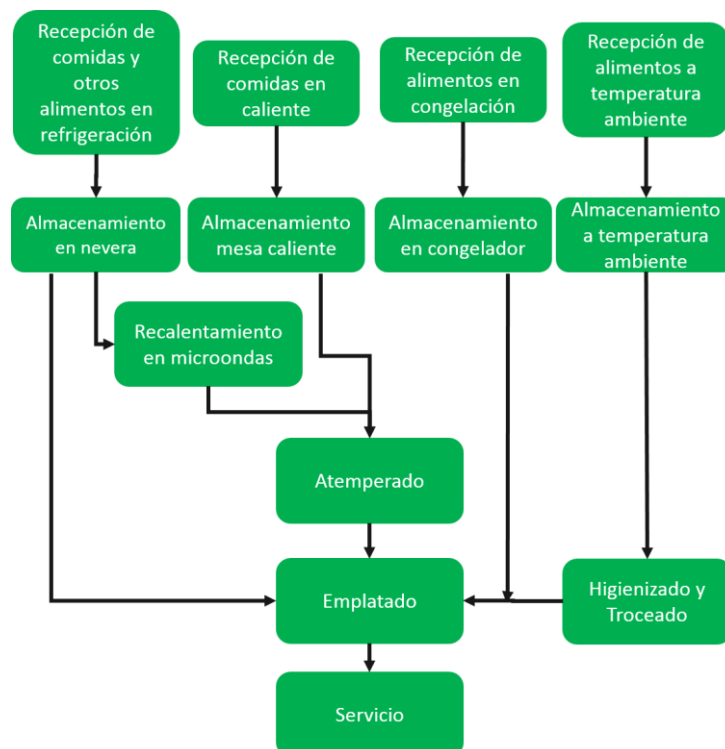 Recepción de
comidas y
otros
alimentos en
refrigeración
Recepción de
comidas en
caliente
Recepción de
alimentos en
congelación
Recepción de
alimentos a
temperatura
ambiente
Almacenamiento
en nevera
Almacenamiento
mesa caliente
Almacenamiento
en congelador
Almacenamiento
a temperatura
ambiente
Recalentamiento
en microondas
Atemperado
Emplatado
Higienizado y
Troceado
Servicio